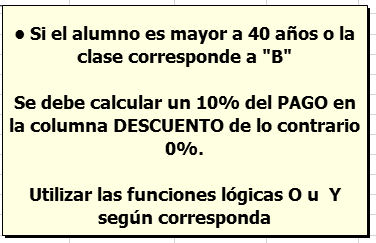 ● Si el alumno es mayor a 40 años o la
clase corresponde a "B"
Se debe calcular un 10% del PAGO en
la columna DESCUENTO de lo contrario
0%.
Utilizar las funciones lógicas O u Y
según corresponda